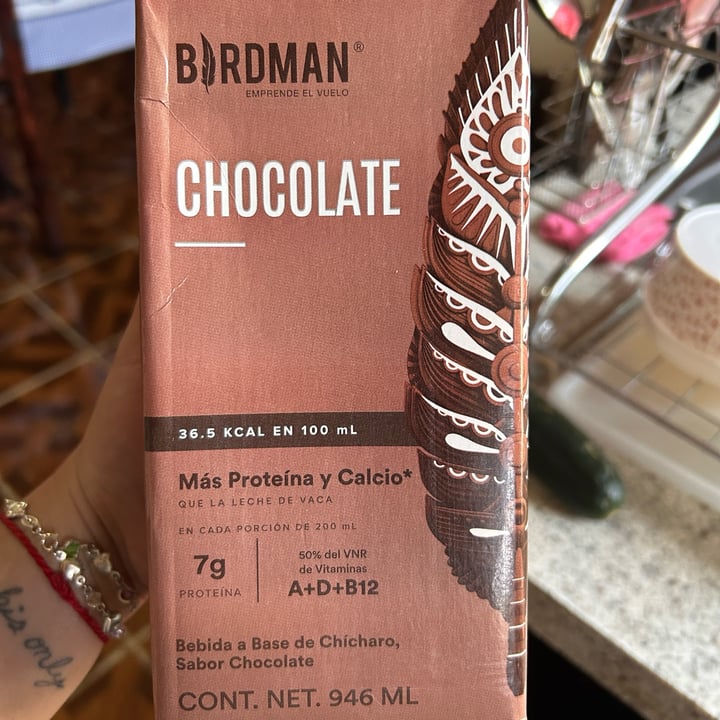 BIRDMAN®
EMPRENDE EL VUELO
CHOCOLATE
36.5 KCAL EN 100 mL
Más Proteína y Calcio*
QUE LA LECHE DE VACA
EN CADA PORCIÓN DE 200 mL
7g
PROTEÍNA
50% del VNR
de Vitaminas
A+D+B12
Bebida a Base de Chícharo,
Sabor Chocolate
CONT. NET. 946 ML
his only